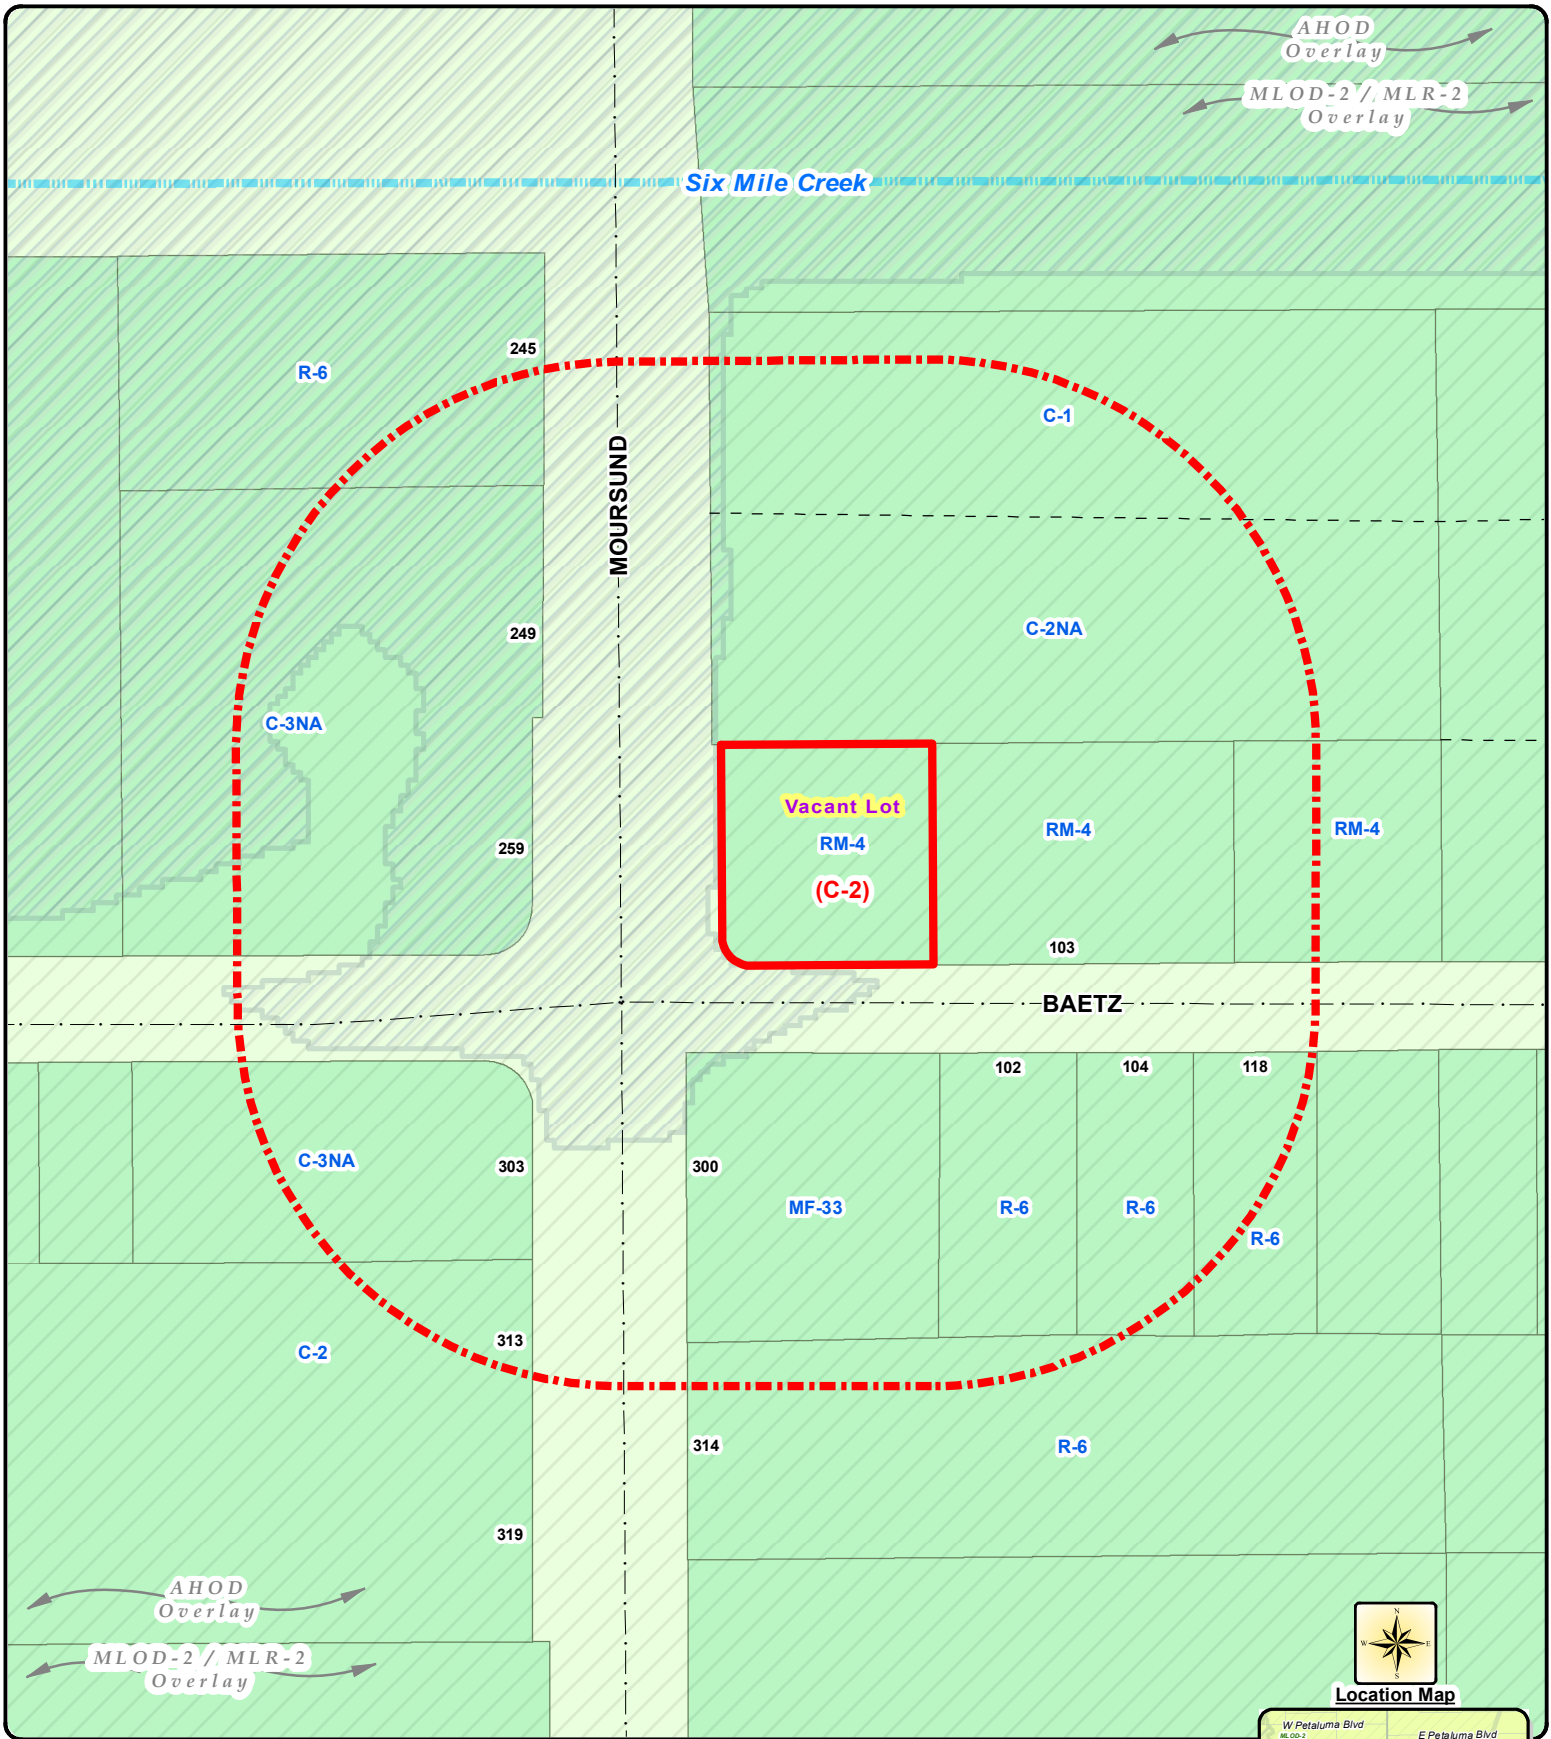 AHOD
Overlay
MLOD-2 / MLR-2
Overlay
Six Mile Creek
245
R-6
C-1
MOURSUND
249
C-2NA
C-3NA
Vacant Lot
RM-4
RM-4
RM-4
259
(C-2)
103
BAETZ
102
104
118
C-3NA
303
300
MF-33
R-6
R-6
R-6
313
C-2
314
R-6
319
AHOD
Overlay
MLOD-2 / MLR-2
Overlay
N
W
E
S
Location Map
W Petaluma Blvd
MLOD-2
E Petaluma Blvd